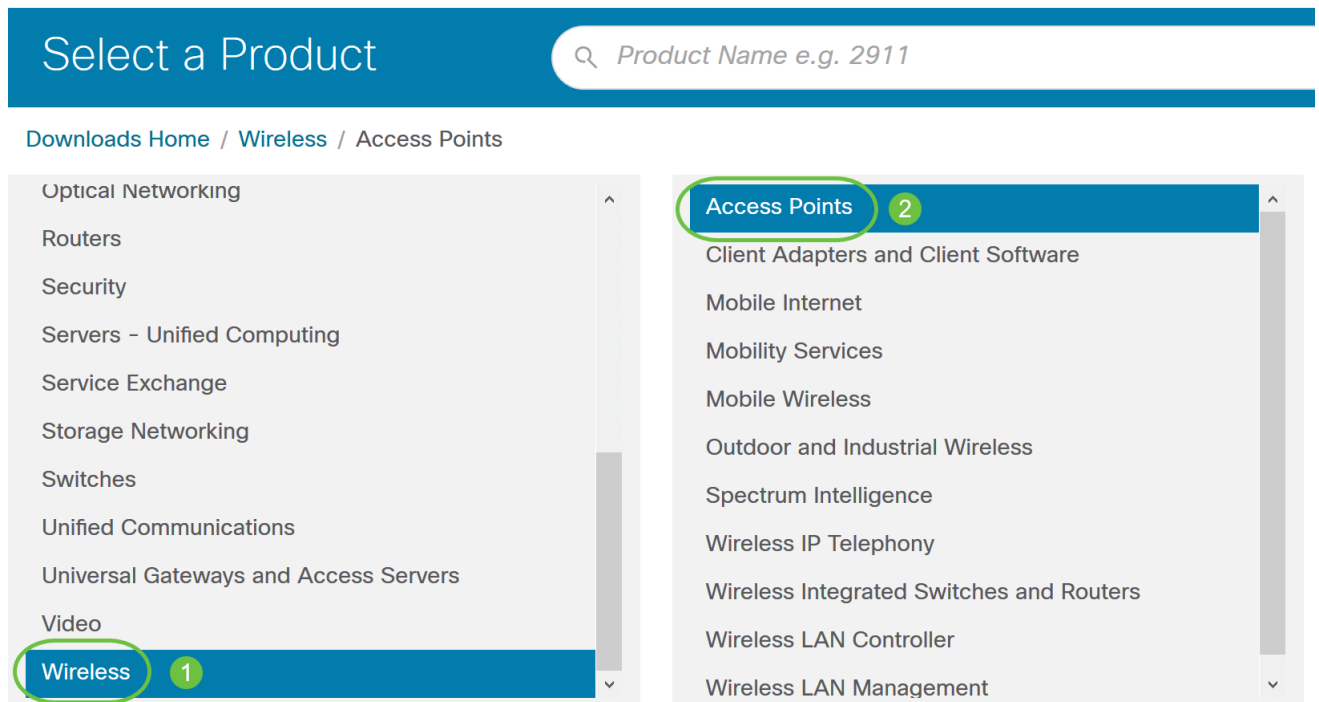 Select a Product
Product Name e.g. 2911
Downloads Home / Wireless / Access Points
Optical Networking
Routers
Security
Servers - Unified Computing
Service Exchange
Storage Networking
Switches
Unified Communications
Universal Gateways and Access Servers
Video
Wireless 1
Access Points 2
Client Adapters and Client Software
Mobile Internet
Mobility Services
Mobile Wireless
Outdoor and Industrial Wireless
Spectrum Intelligence
Wireless IP Telephony
Wireless Integrated Switches and Routers
Wireless LAN Controller
Wireless LAN Management